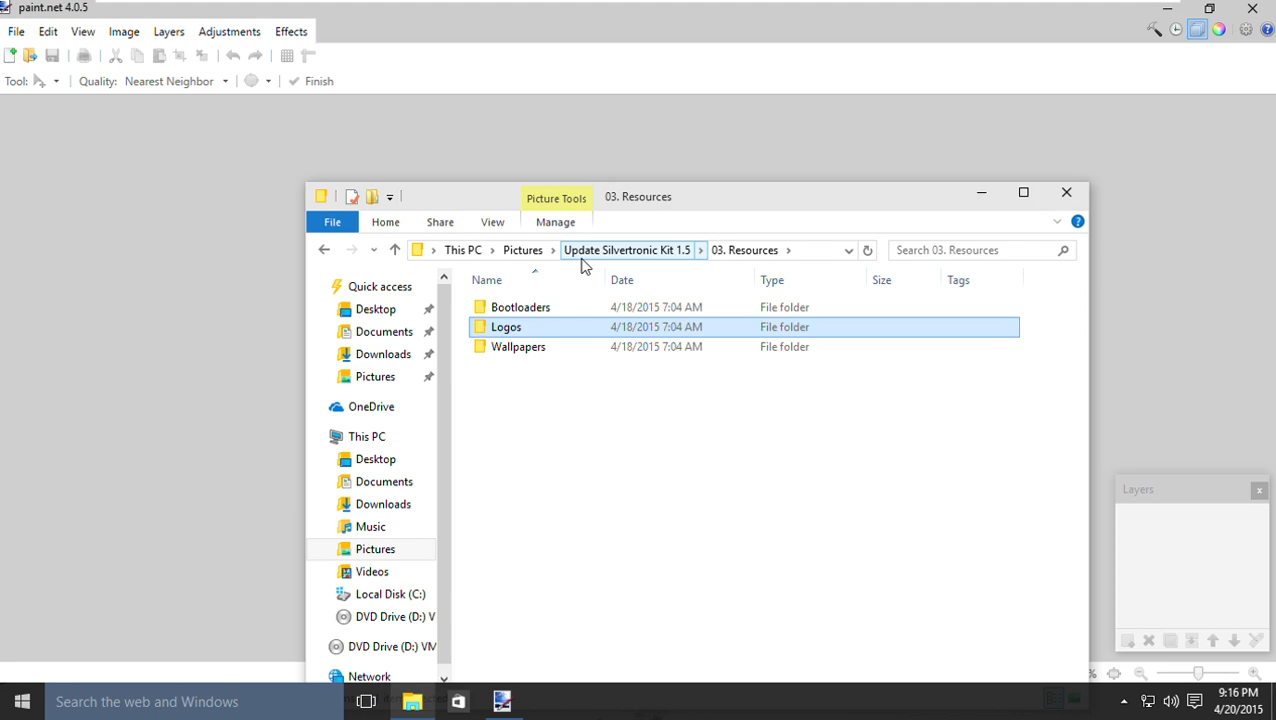 paint.net 4.0.5
File Edit View Image Layers Adjustments Effects
Tool: Quality: Nearest Neighbor Finish
Picture Tools 03. Resources
File Home Share View Manage
This PC Pictures Update Silvertronic Kit 1.5 03. Resources Search 03. Resources
Name Date Type Size Tags
Bootloaders 4/18/2015 7:04 AM File folder
Logos 4/18/2015 7:04 AM File folder
Wallpapers 4/18/2015 7:04 AM File folder
Quick access
Desktop
Documents
Downloads
Pictures
OneDrive
This PC
Desktop
Documents
Downloads
Music
Pictures
Videos
Local Disk (C:)
DVD Drive (D:) V
DVD Drive (D:) VM
Network
Layers
%
Search the web and Windows
9:16 PM
4/20/2015